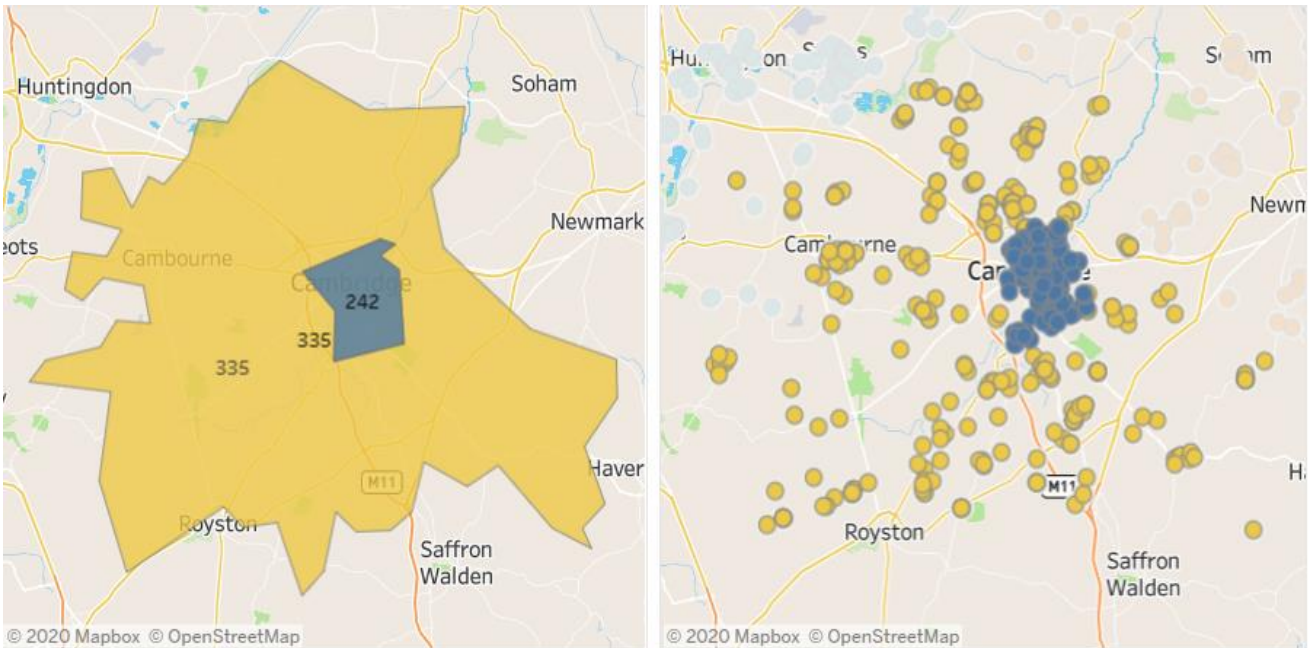 Huntingdon
Soham
Newmark
eots
Cambourne
Cambridge
242
335
335
Haver
M11
Royston
Saffron
Walden
© 2020 Mapbox © OpenStreetMap
Newm
Cambourne
M11
Royston
Saffron
Walden
© 2020 Mapbox © OpenStreetMap